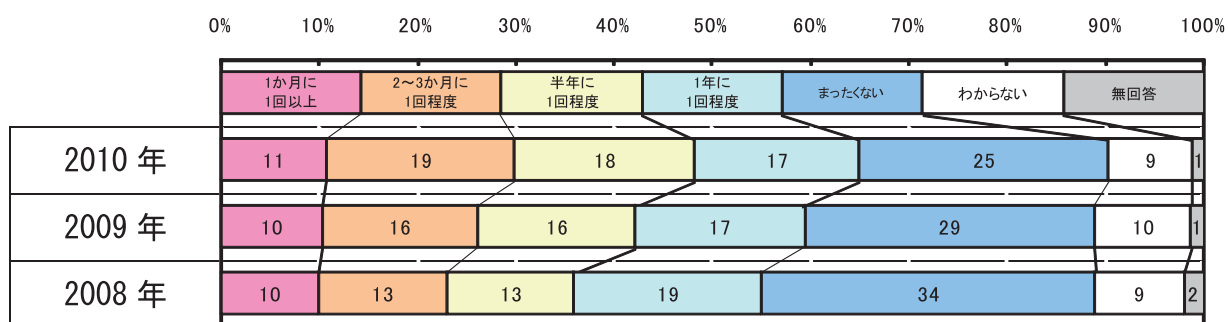 0% 10% 20% 30% 40% 50% 60% 70% 80% 90% 100%
1か月に 2～3か月に 半年に 1年に まったくない わからない 無回答
1回以上 1回程度 1回程度 1回程度
2010 年 11 19 18 17 25 9 1
2009 年 10 16 16 17 29 10 1
2008 年 10 13 13 19 34 9 2